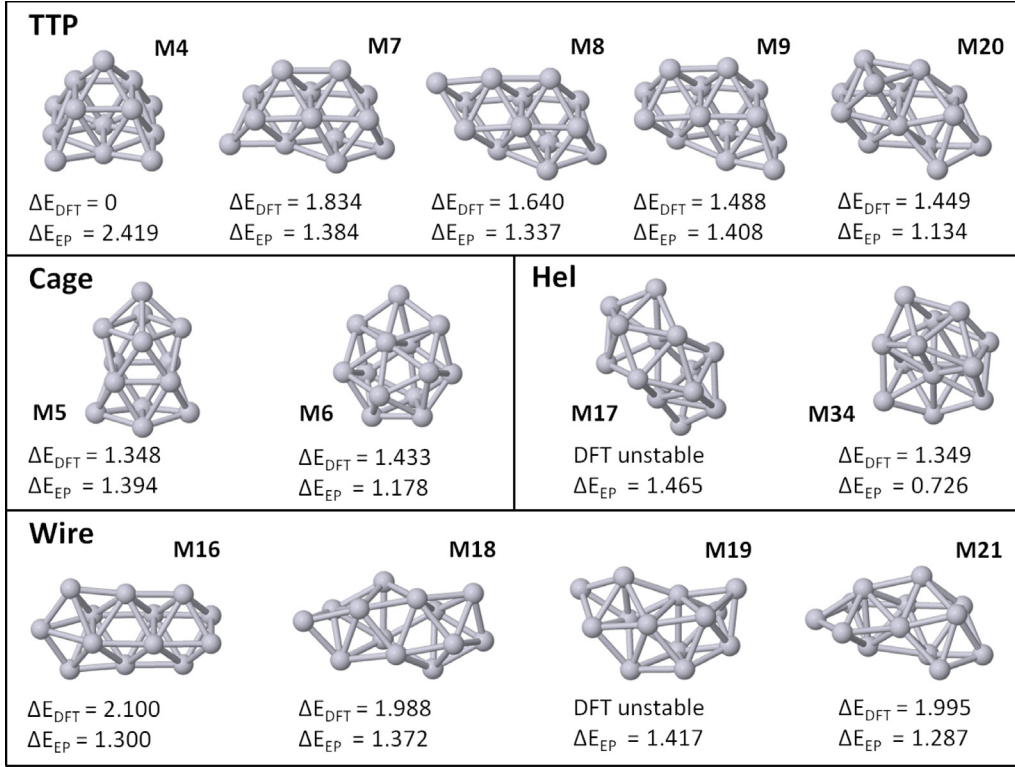 TTP
M4 M7 M8 M9 M20
ΔE_DFT = 0 ΔE_DFT = 1.834 ΔE_DFT = 1.640 ΔE_DFT = 1.488 ΔE_DFT = 1.449
ΔE_EP = 2.419 ΔE_EP = 1.384 ΔE_EP = 1.337 ΔE_EP = 1.408 ΔE_EP = 1.134
Cage
M5 M6
ΔE_DFT = 1.348 ΔE_DFT = 1.433
ΔE_EP = 1.394 ΔE_EP = 1.178
Hel
M17 M34
DFT unstable ΔE_DFT = 1.349
ΔE_EP = 1.465 ΔE_EP = 0.726
Wire
M16 M18 M19 M21
ΔE_DFT = 2.100 ΔE_DFT = 1.988 DFT unstable ΔE_DFT = 1.995
ΔE_EP = 1.300 ΔE_EP = 1.372 ΔE_EP = 1.417 ΔE_EP = 1.287